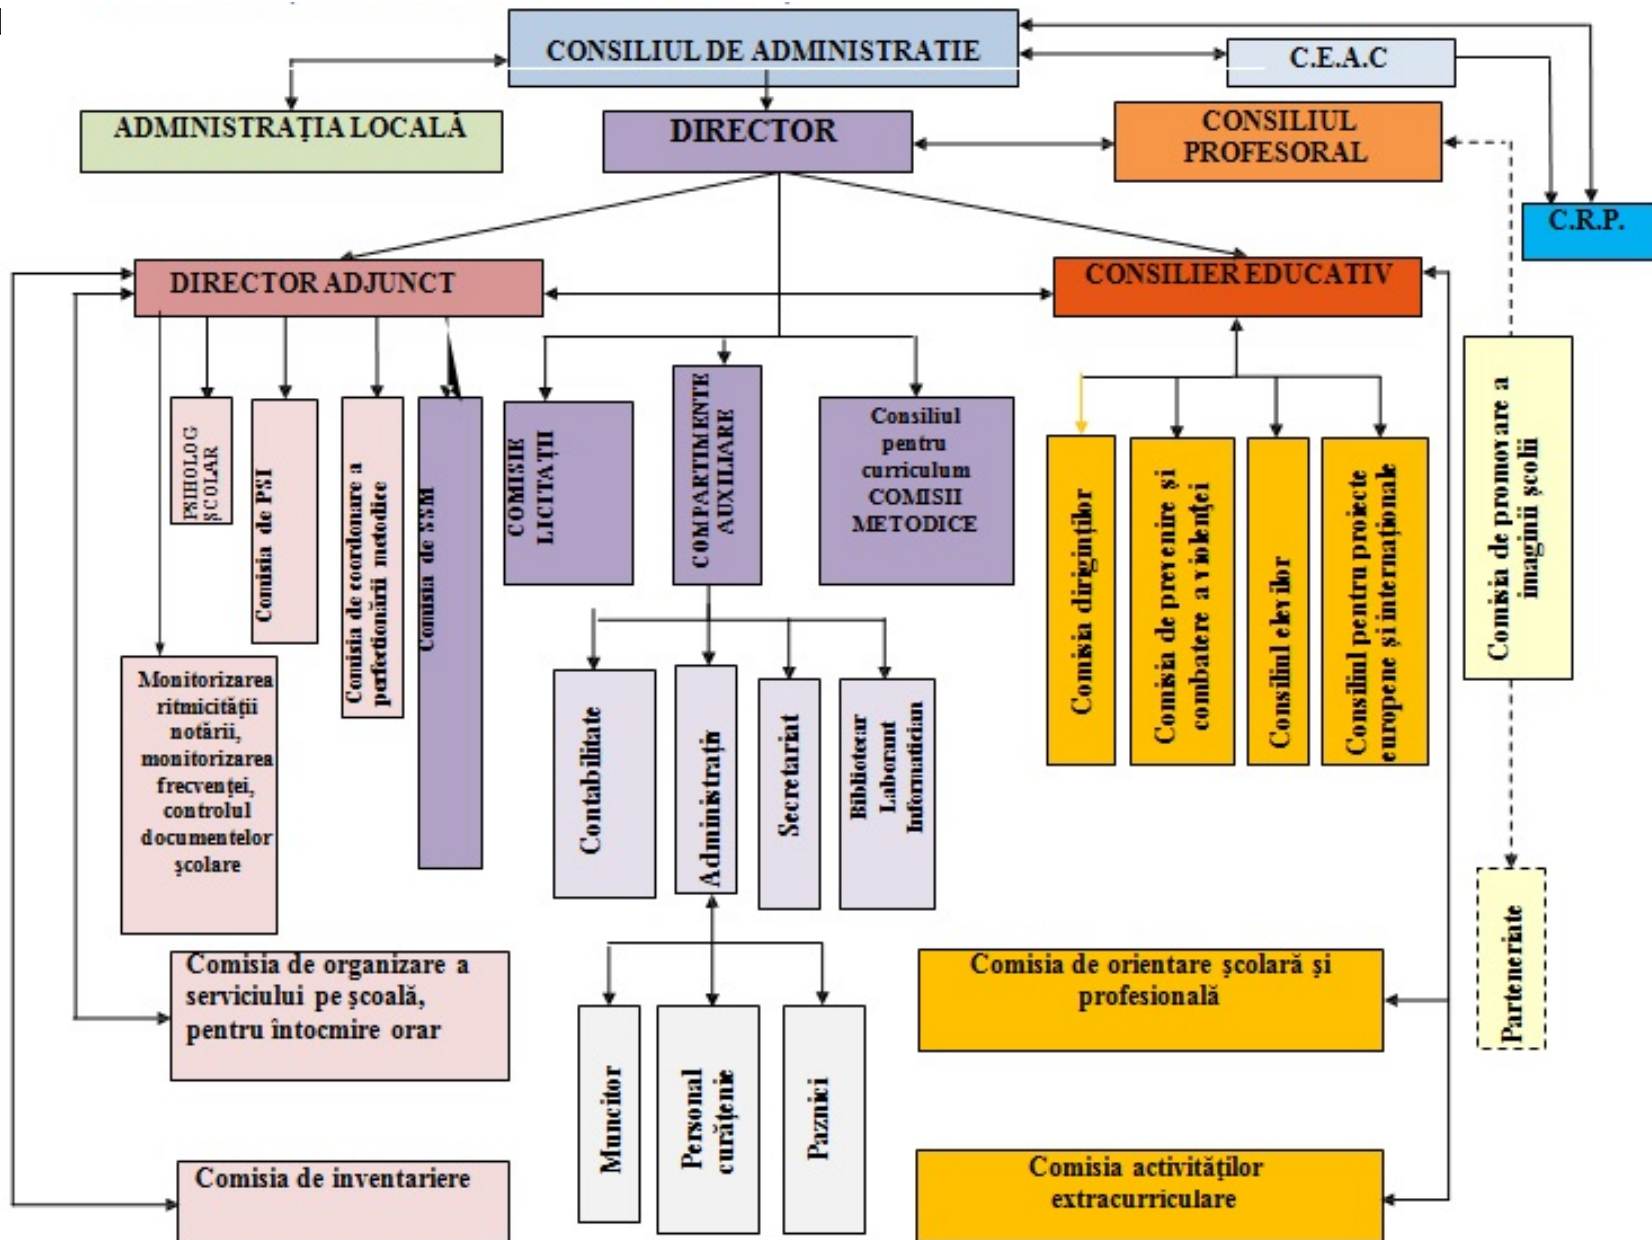 CONSILIUL DE ADMINISTRATIE
C.E.A.C
ADMINISTRAȚIA LOCALĂ
DIRECTOR
CONSILIUL
PROFESORAL
C.R.P.
DIRECTOR ADJUNCT
CONSILIER EDUCATIV
PSIHOLOG
ȘCOLAR
Comisia de PSI
Comisia de coordonare a
perfecționării metodice
Comisia de SSM
COMISIE
LICITAȚII
COMPARTIMENTE
AUXILIARE
Consiliul
pentru
curriculum
COMISII
METODICE
Comisia diriginților
Comisia de prevenire și
combatere a violenței
Consiliul elevilor
Consiliul pentru proiecte
europene și internaționale
Comisia de promovare a
imaginii școlii
Monitorizarea
ritmicității
notării,
monitorizarea
frecvenței,
controlul
documentelor
școlare
Contabilitate
Administrativ
Secretariat
Bibliotecar
Laborant
Informatician
Parteneriate
Comisia de organizare a
serviciului pe școală,
pentru întocmire orar
Comisia de orientare școlară și
profesională
Muncitor
Personal
curățenie
Paznici
Comisia de inventariere
Comisia activităților
extracurriculare